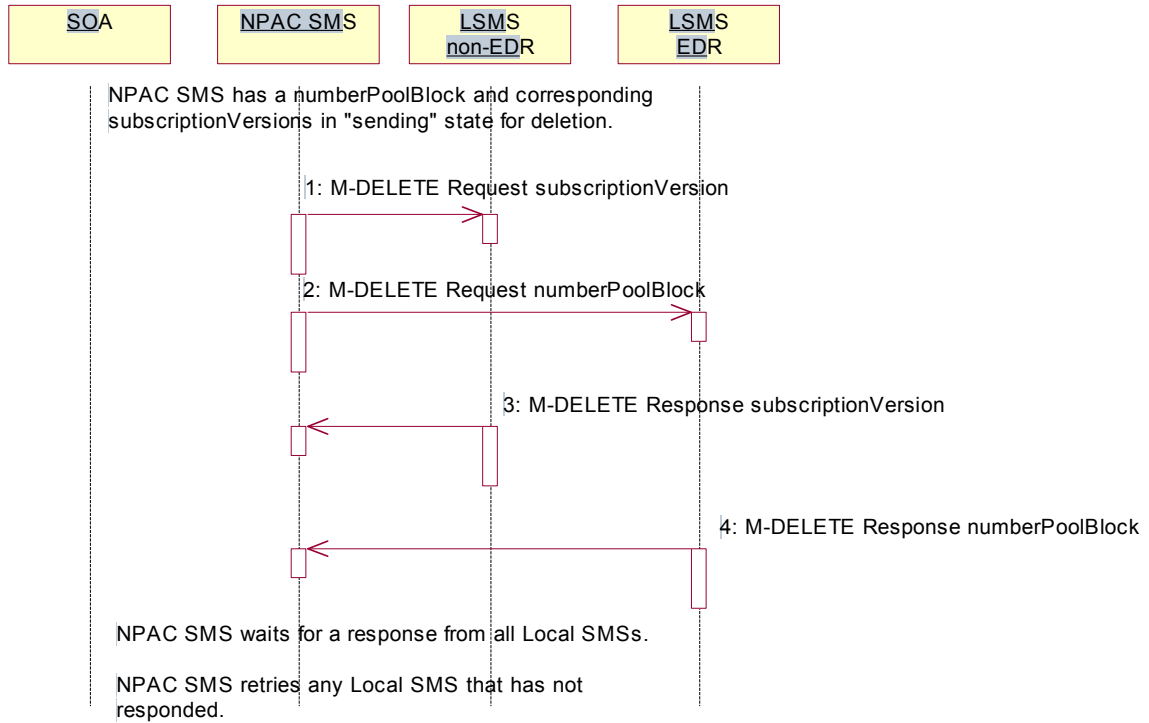 SOA
NPAC SMS
LSMS
non-EDR
LSMS
EDR
NPAC SMS has a numberPoolBlock and corresponding
subscriptionVersions in "sending" state for deletion.
1: M-DELETE Request subscriptionVersion
2: M-DELETE Request numberPoolBlock
3: M-DELETE Response subscriptionVersion
4: M-DELETE Response numberPoolBlock
NPAC SMS waits for a response from all Local SMSs.
NPAC SMS retries any Local SMS that has not
responded.